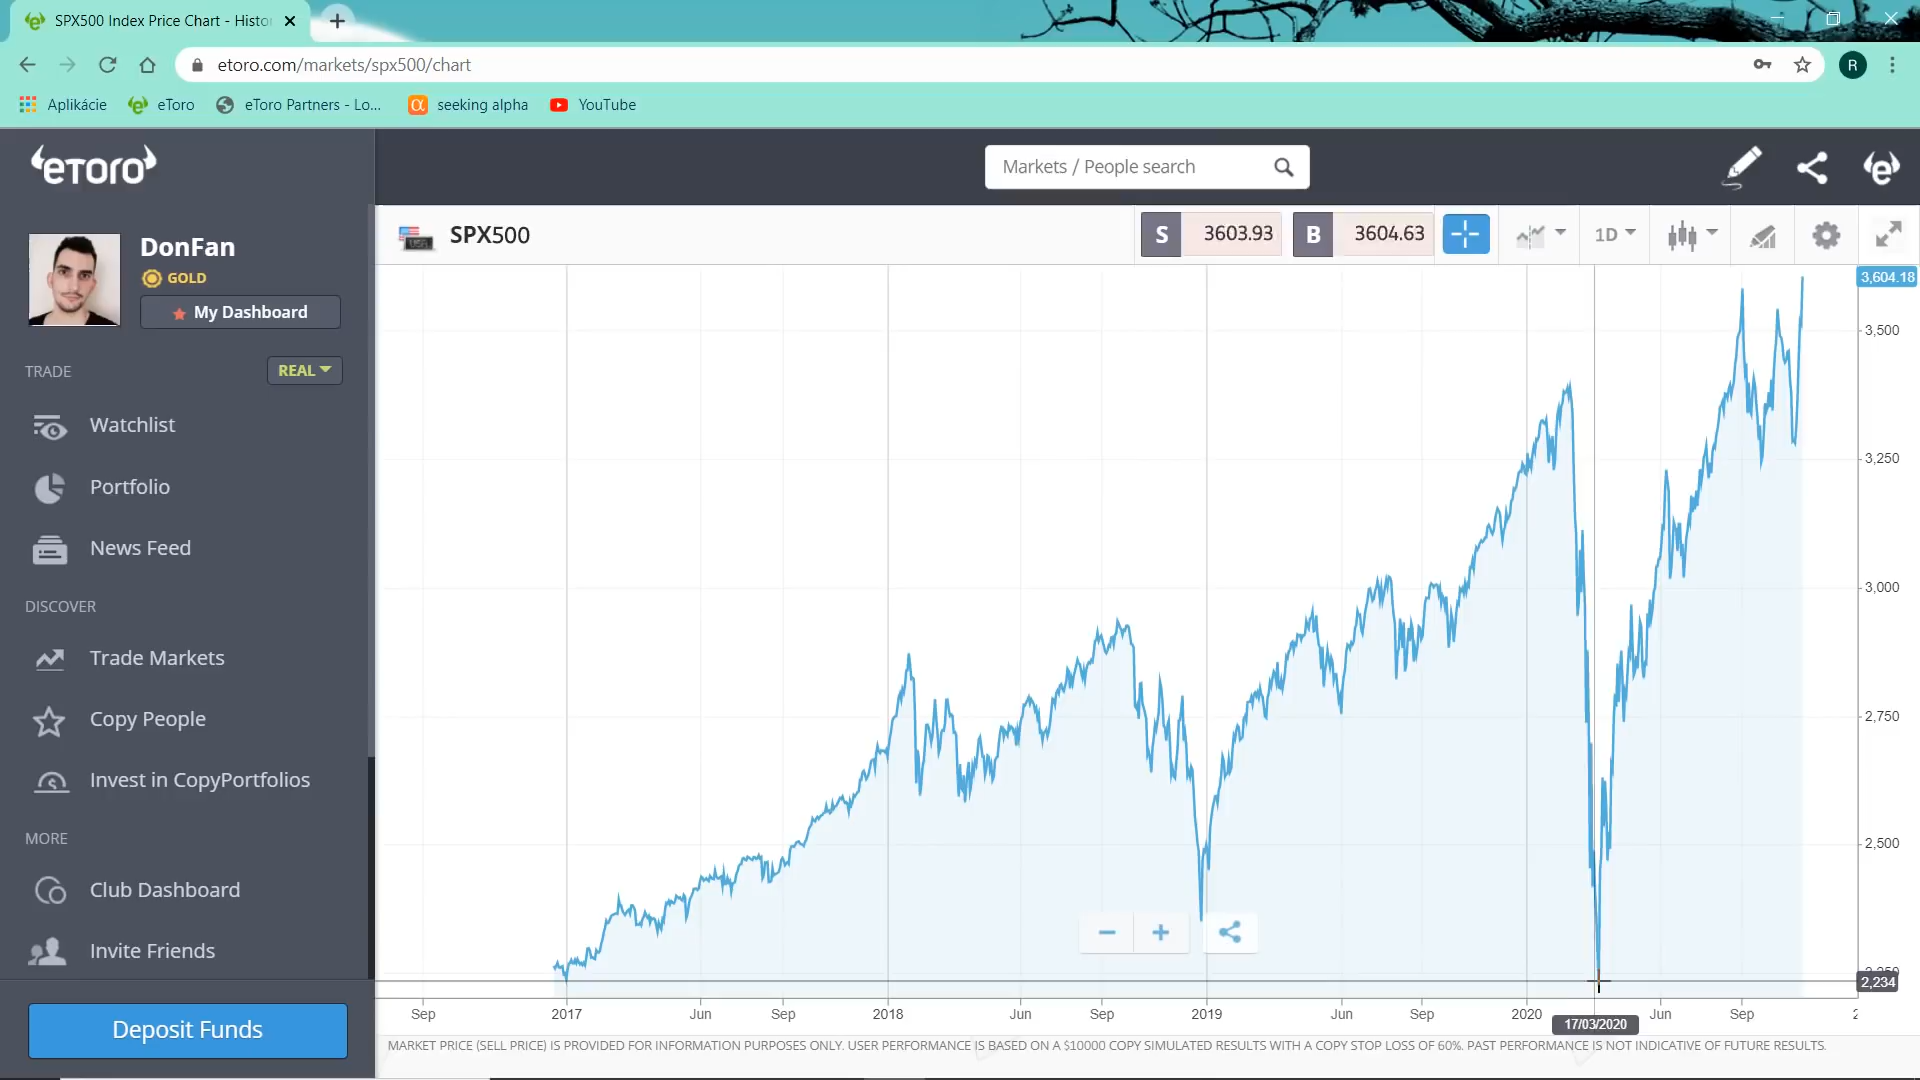 SPX500 Index Price Chart - Histo
etoro.com/markets/spx500/chart
R
Aplikácie
eToro
eToro Partners - Lo...
seeking alpha
YouTube
eToro
Markets / People search
DonFan
GOLD
My Dashboard
TRADE
REAL
Watchlist
Portfolio
News Feed
DISCOVER
Trade Markets
Copy People
Invest in CopyPortfolios
MORE
Club Dashboard
Invite Friends
Deposit Funds
SPX500
S 3603.93
B 3604.63
1D
3,604.18
3,500
3,250
3,000
2,750
2,500
2,234
Sep 2017 Jun Sep 2018 Jun Sep 2019 Jun Sep 2020 17/03/2020 Jun Sep
MARKET PRICE (SELL PRICE) IS PROVIDED FOR INFORMATION PURPOSES ONLY. USER PERFORMANCE IS BASED ON A $10000 COPY SIMULATED RESULTS WITH A COPY STOP LOSS OF 60%. PAST PERFORMANCE IS NOT INDICATIVE OF FUTURE RESULTS.